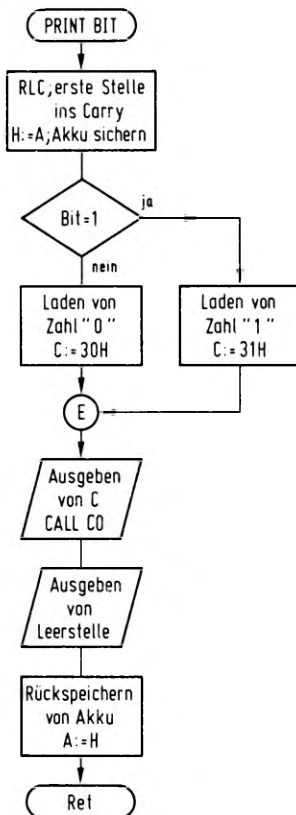 PRINT BIT
RLC;erste Stelle
ins Carry
H:=A;Akku sichern
Bit=1
ja
nein
Laden von
Zahl "0"
C:=30H
Laden von
Zahl "1"
C:=31H
E
Ausgeben
von C
CALL CO
Ausgeben
von
Leerstelle
Rückspeichern
von Akku
A:=H
Ret